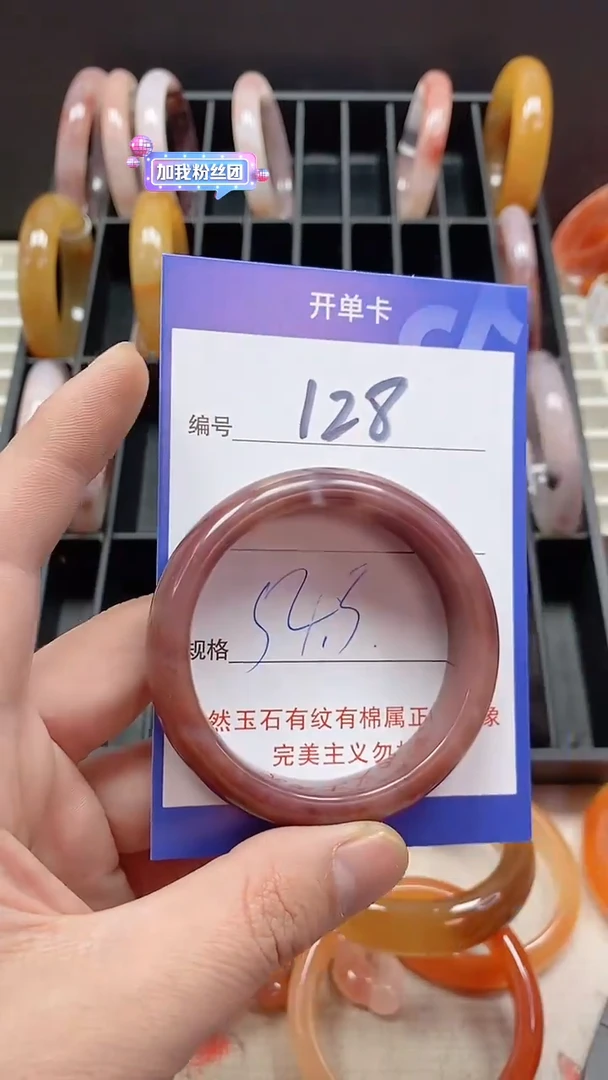 加我粉丝团
开单卡
编号 128
规格 54.5
然玉石有纹有棉属正 象
完美主义勿